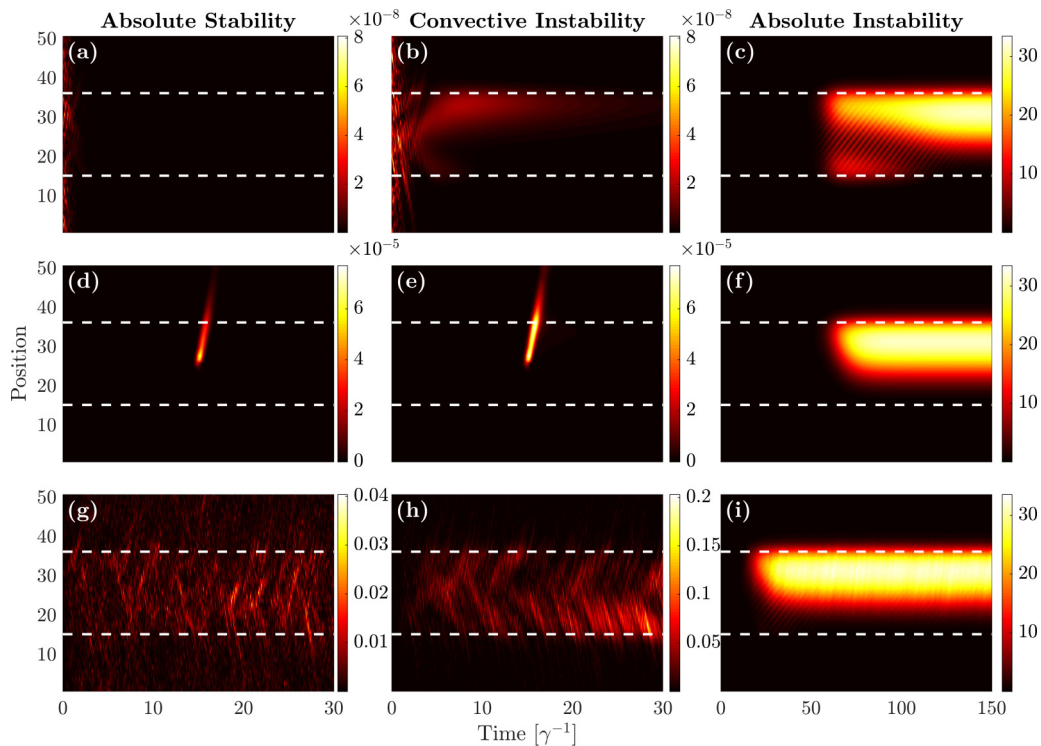 Absolute Stability
Convective Instability
Absolute Instability
×10⁻⁸
×10⁻⁸
50 (a) 8 (b) 8 (c)
40 6 6 30
30 4 4 20
20 2 2 10
10
×10⁻⁵
×10⁻⁵
50 (d) (e) (f)
40 6 6 30
30 4 4 20
20 2 2 10
10
0 0
Position
50 (g) 0.04 (h) 0.2 (i)
40 0.03 0.15 30
30 0.02 0.1 20
20 0.01 0.05 10
10
0 10 20 30 0 10 20 30 0 50 100 150
Time [γ⁻¹]